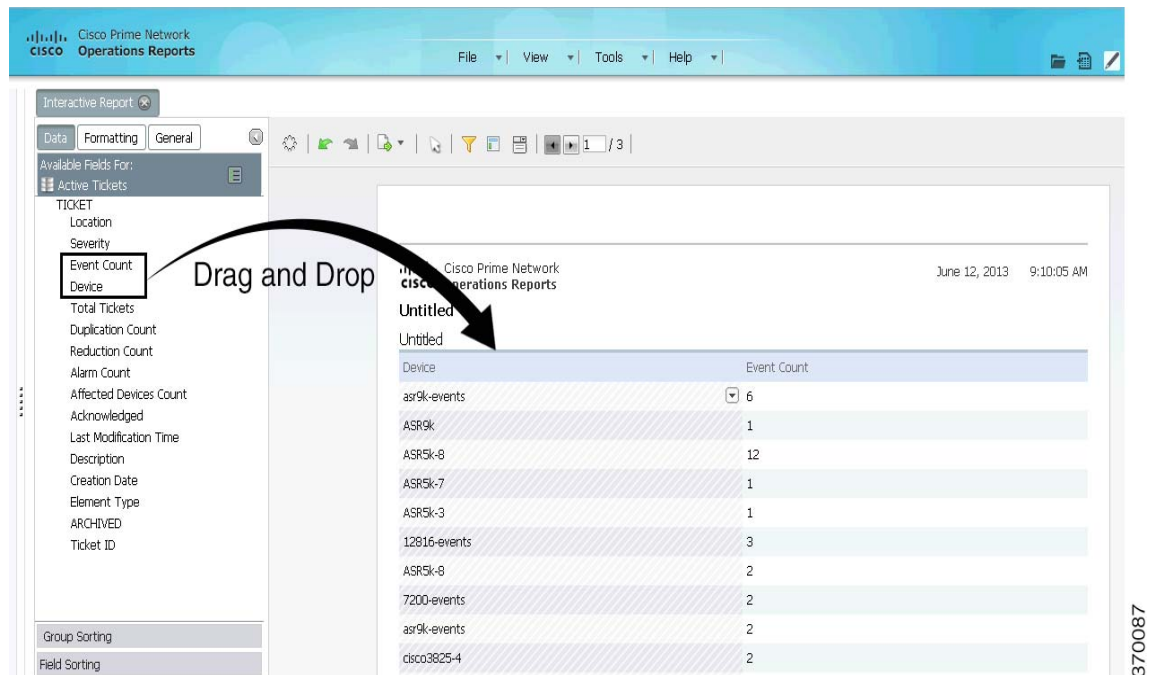 Cisco Prime Network
CISCO Operations Reports
File View Tools Help
Interactive Report
Data Formatting General
1 / 3
Available Fields For:
Active Tickets
TICKET
Location
Severity
Event Count
Device
Total Tickets
Duplication Count
Reduction Count
Alarm Count
Affected Devices Count
Acknowledged
Last Modification Time
Description
Creation Date
Element Type
ARCHIVED
Ticket ID
Group Sorting
Field Sorting
Drag and Drop
Cisco Prime Network
June 12, 2013 9:10:05 AM
cisco Operations Reports
Untitled
Untitled
Device Event Count
asr9k-events 6
ASR9k 1
ASR5k-8 12
ASR5k-7 1
ASR5k-3 1
12816-events 3
ASR5k-8 2
7200-events 2
asr9k-events 2
cisco3825-4 2
370087